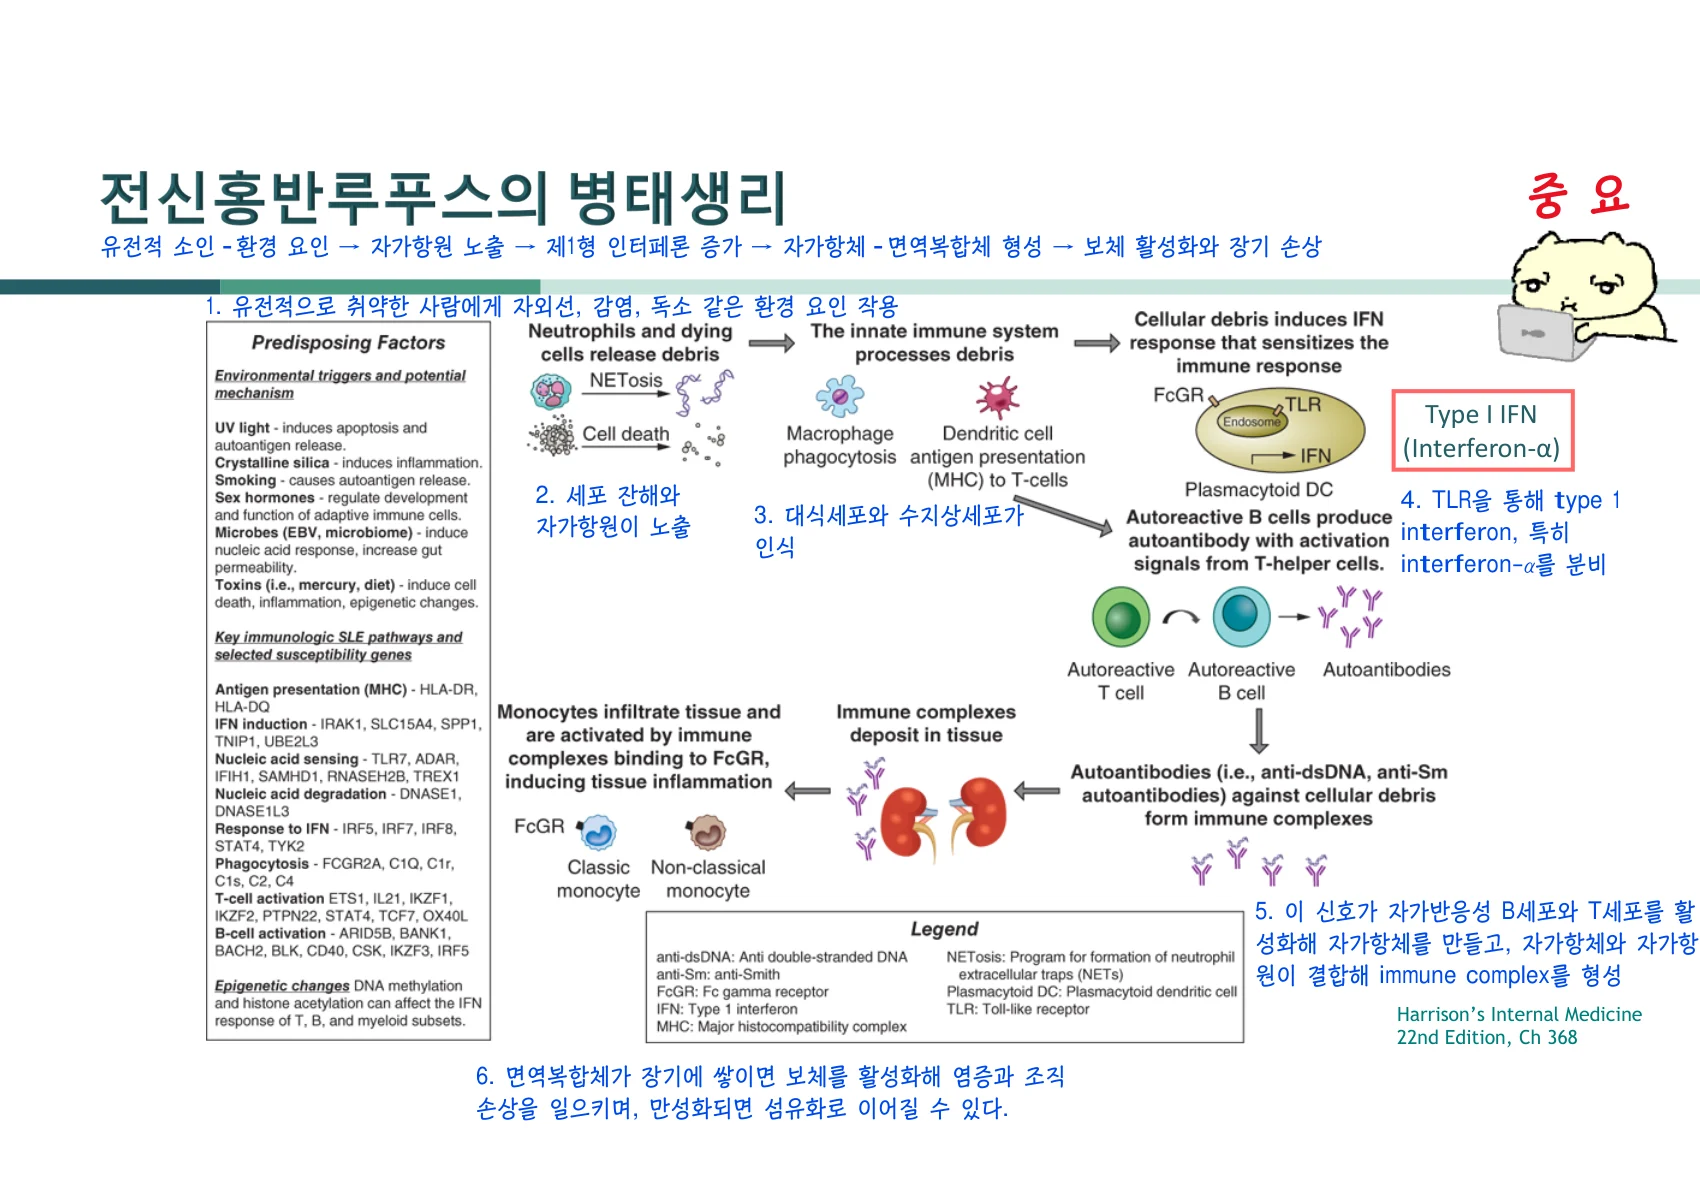 전신홍반루푸스의 병태생리
중 요
유전적 소인 - 환경 요인 → 자가항원 노출 → 제1형 인터페론 증가 → 자가항체 - 면역복합체 형성 → 보체 활성화와 장기 손상
1. 유전적으로 취약한 사람에게 자외선, 감염, 독소 같은 환경 요인 작용
Predisposing Factors
Environmental triggers and potential
mechanism
UV light - induces apoptosis and
autoantigen release.
Crystalline silica - induces inflammation.
Smoking - causes autoantigen release.
Sex hormones - regulate development
and function of adaptive immune cells.
Microbes (EBV, microbiome) - induce
nucleic acid response, increase gut
permeability.
Toxins (i.e., mercury, diet) - induce cell
death, inflammation, epigenetic changes.
Key immunologic SLE pathways and
selected susceptibility genes
Antigen presentation (MHC) - HLA-DR,
HLA-DQ
IFN induction - IRAK1, SLC15A4, SPP1,
TNIP1, UBE2L3
Nucleic acid sensing - TLR7, ADAR,
IFIH1, SAMHD1, RNASEH2B, TREX1
Nucleic acid degradation - DNASE1,
DNASE1L3
Response to IFN - IRF5, IRF7, IRF8,
STAT4, TYK2
Phagocytosis - FCGR2A, C1Q, C1r,
C1s, C2, C4
T-cell activation ETS1, IL21, IKZF1,
IKZF2, PTPN22, STAT4, TCF7, OX40L
B-cell activation - ARID5B, BANK1,
BACH2, BLK, CD40, CSK, IKZF3, IRF5
Epigenetic changes DNA methylation
and histone acetylation can affect the IFN
response of T, B, and myeloid subsets.
Neutrophils and dying
cells release debris
NETosis
Cell death
2. 세포 잔해와
자가항원이 노출
The innate immune system
processes debris
Macrophage
phagocytosis
Dendritic cell
antigen presentation
(MHC) to T-cells
3. 대식세포와 수지상세포가
인식
Cellular debris induces IFN
response that sensitizes the
immune response
FcGR
TLR
Endosome
IFN
Plasmacytoid DC
Type I IFN
(Interferon-α)
4. TLR을 통해 type 1
interferon, 특히
interferon-α를 분비
Autoreactive B cells produce
autoantibody with activation
signals from T-helper cells.
Autoreactive
T cell
Autoreactive
B cell
Autoantibodies
Autoantibodies (i.e., anti-dsDNA, anti-Sm
autoantibodies) against cellular debris
form immune complexes
5. 이 신호가 자가반응성 B세포와 T세포를 활
성화해 자가항체를 만들고, 자가항체와 자가항
원이 결합해 immune complex를 형성
Immune complexes
deposit in tissue
Monocytes infiltrate tissue and
are activated by immune
complexes binding to FcGR,
inducing tissue inflammation
FcGR
Classic
monocyte
Non-classical
monocyte
Legend
anti-dsDNA: Anti double-stranded DNA
anti-Sm: anti-Smith
FcGR: Fc gamma receptor
IFN: Type 1 interferon
MHC: Major histocompatibility complex
NETosis: Program for formation of neutrophil
extracellular traps (NETs)
Plasmacytoid DC: Plasmacytoid dendritic cell
TLR: Toll-like receptor
Harrison's Internal Medicine
22nd Edition, Ch 368
6. 면역복합체가 장기에 쌓이면 보체를 활성화해 염증과 조직
손상을 일으키며, 만성화되면 섬유화로 이어질 수 있다.